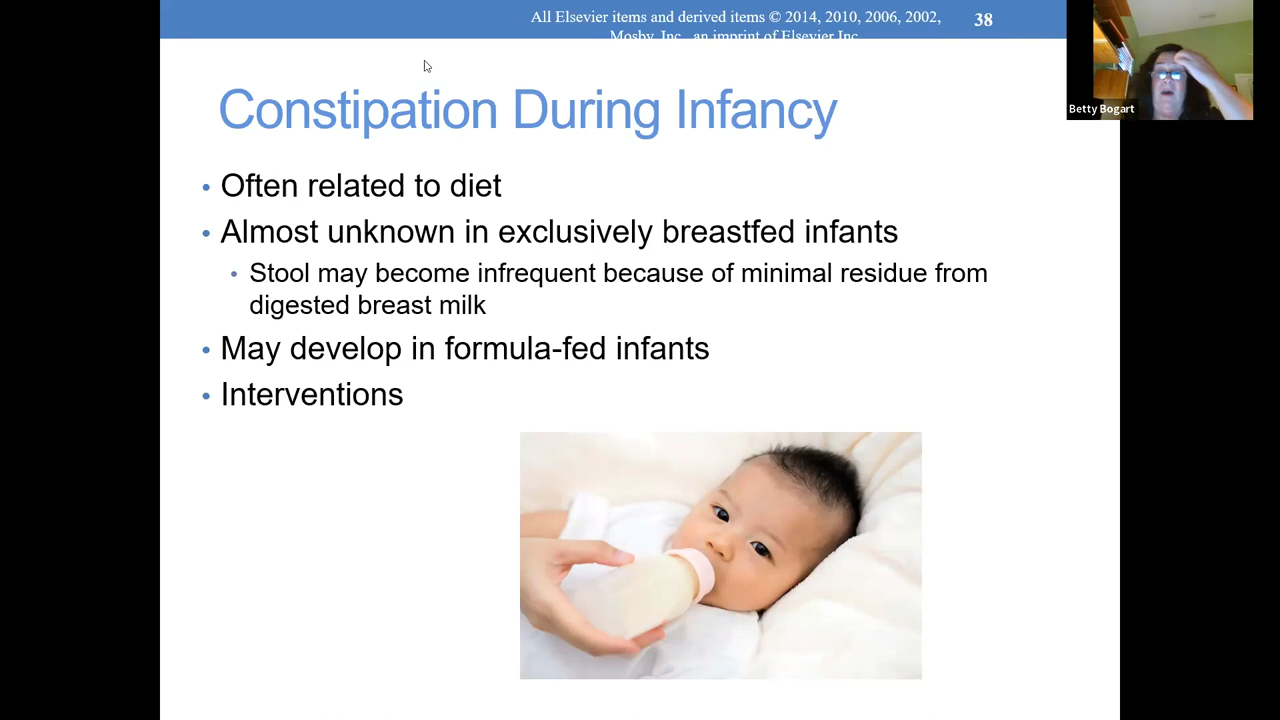 All Elsevier items and derived items © 2014, 2010, 2006, 2002,
Mosby, Inc., an imprint of Elsevier Inc.
38
Betty Bogart
Constipation During Infancy
• Often related to diet
• Almost unknown in exclusively breastfed infants
• Stool may become infrequent because of minimal residue from
digested breast milk
• May develop in formula-fed infants
• Interventions